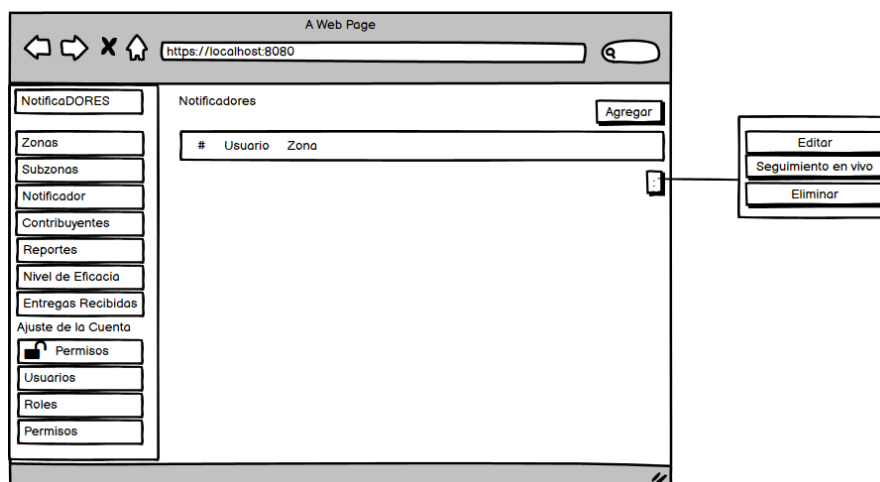 A Web Page
https://localhost:8080
NotificaDORES
Zonas
Subzonas
Notificador
Contribuyentes
Reportes
Nivel de Eficacia
Entregas Recibidas
Ajuste de la Cuenta
Permisos
Usuarios
Roles
Permisos
Notificadores
Agregar
# Usuario Zona
Editar
Seguimiento en vivo
Eliminar